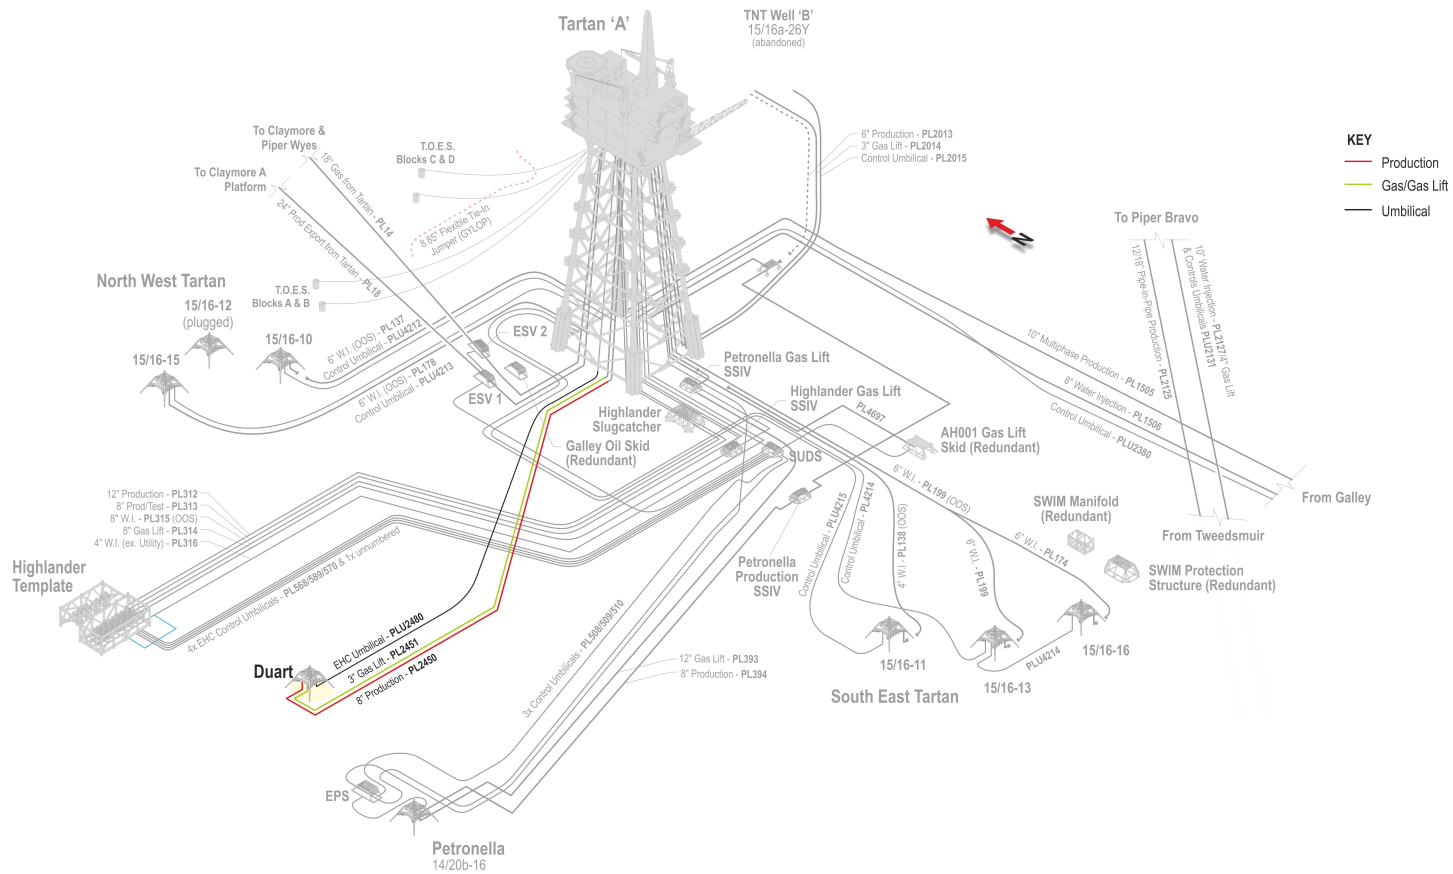 Tartan ‘A’
TNT Well ‘B’
15/16a-26Y
(abandoned)
To Claymore &
Piper Wyes
To Claymore A
Platform
18" Gas from Tartan - PL14
24" Prod Export from Tartan - PL18
T.O.E.S.
Blocks C & D
8.85" Flexible Tie-In
Jumper (GYLOP)
T.O.E.S.
Blocks A & B
6" Production - PL2013
3" Gas Lift - PL2014
Control Umbilical - PL2015
KEY
Production
Gas/Gas Lift
Umbilical
N
To Piper Bravo
12/18" Pipe-in-Pipe Production - PL2125
10" Water Injection - PL2127/4" Gas Lift
& Controls Umbilicals PLU2131
North West Tartan
15/16-12
(plugged)
15/16-10
15/16-15
6" W.I. (OOS) - PL137
Control Umbilical - PLU4212
6" W.I. (OOS) - PL178
Control Umbilical - PLU4213
ESV 2
ESV 1
Petronella Gas Lift
SSIV
Highlander Gas Lift
SSIV
Highlander
Slugcatcher
Galley Oil Skid
(Redundant)
PL4697
SUDS
AH001 Gas Lift
Skid (Redundant)
10" Multiphase Production - PL1505
8" Water Injection - PL1506
Control Umbilical - PLU2380
From Galley
From Tweedsmuir
12" Production - PL312
8" Prod/Test - PL313
8" W.I. - PL315 (OOS)
8" Gas Lift - PL314
4" W.I. (ex. Utility) - PL316
Highlander
Template
4x EHC Control Umbilicals - PL568/589/570 & 1x unnumbered
Petronella
Production
SSIV
Control Umbilical - PLU4215
Control Umbilical - PL4214
4" W.I - PL138 (OOS)
6" W.I. - PL199 (OOS)
6" W.I. - PL199
6" W.I. - PL174
SWIM Manifold
(Redundant)
SWIM Protection
Structure (Redundant)
Duart
EHC Umbilical - PLU2480
3" Gas Lift - PL2451
8" Production - PL2450
3x Control Umbilicals - PL508/509/510
12" Gas Lift - PL393
8" Production - PL394
15/16-11
15/16-13
15/16-16
PLU4214
South East Tartan
EPS
Petronella
14/20b-16